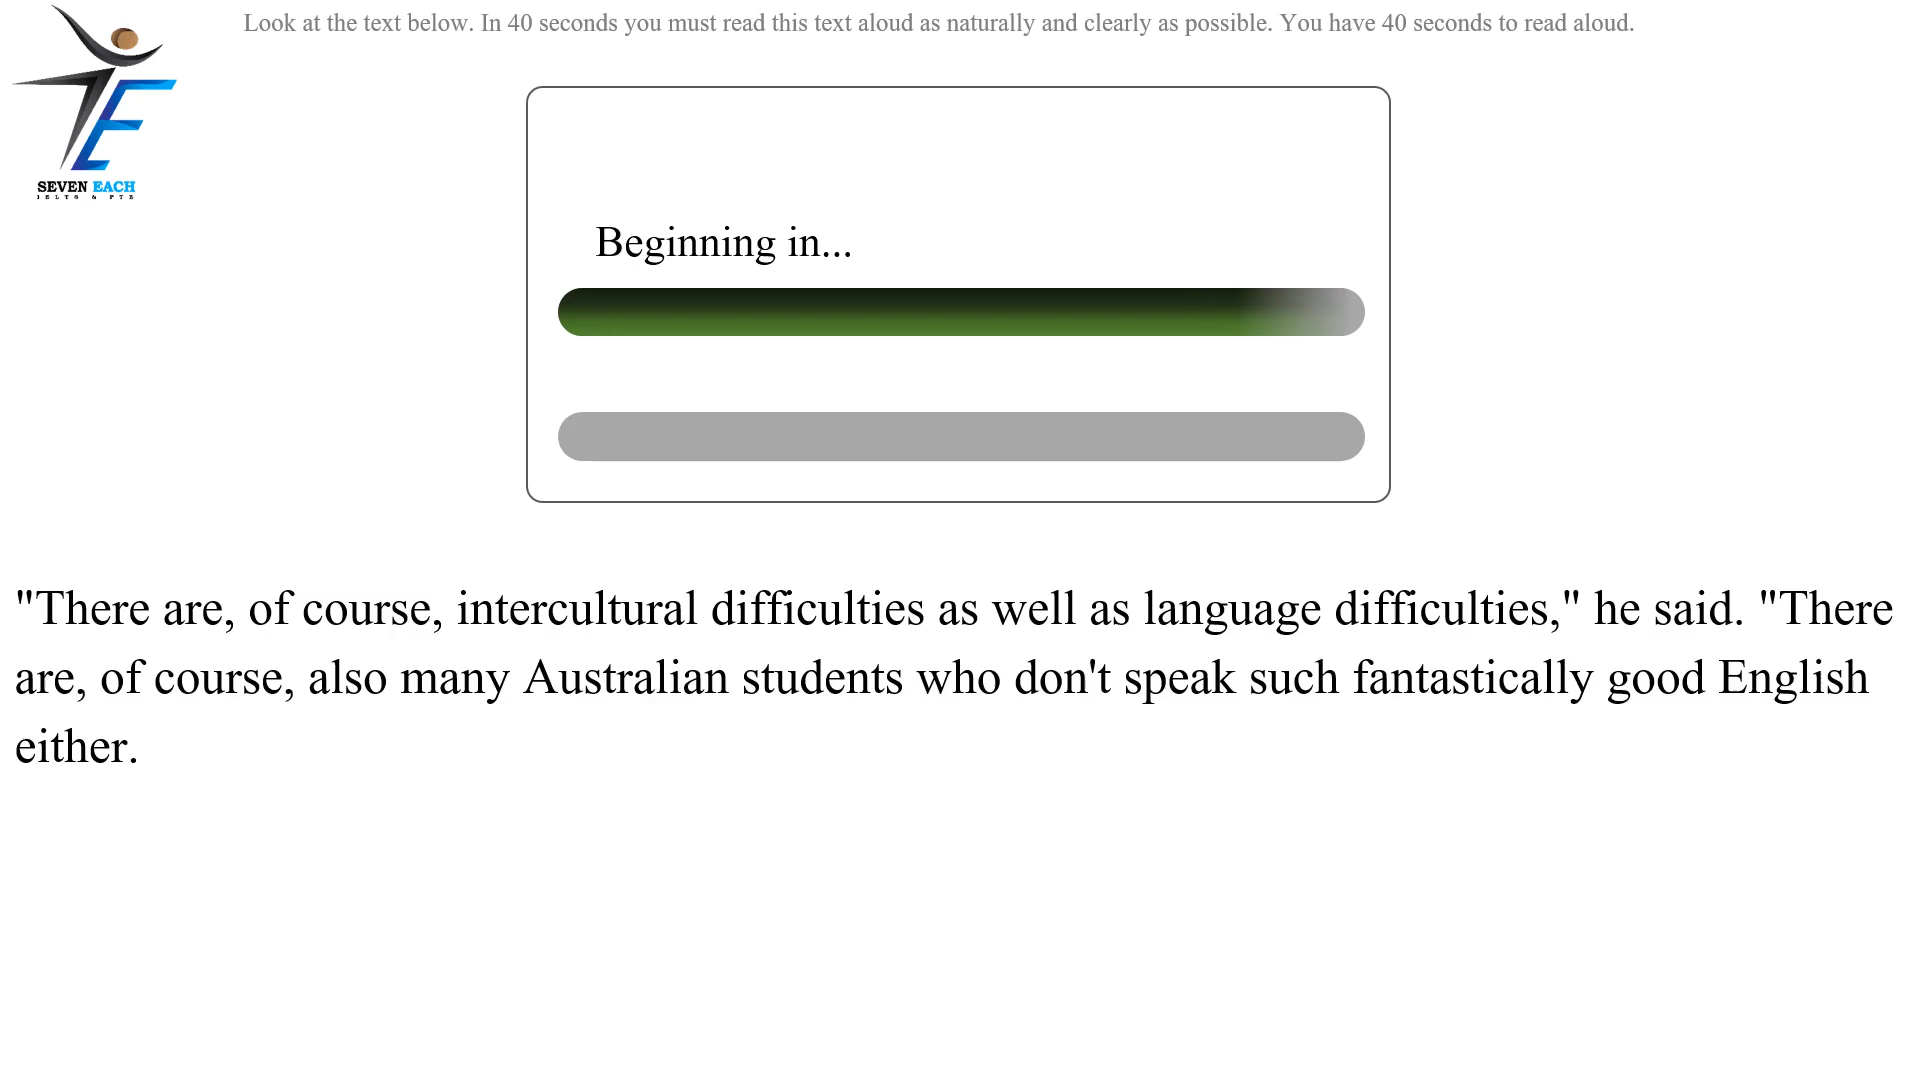 Look at the text below. In 40 seconds you must read this text aloud as naturally and clearly as possible. You have 40 seconds to read aloud.
SEVEN EACH
IELTS & PTE
Beginning in...
"There are, of course, intercultural difficulties as well as language difficulties," he said. "There
are, of course, also many Australian students who don't speak such fantastically good English
either.